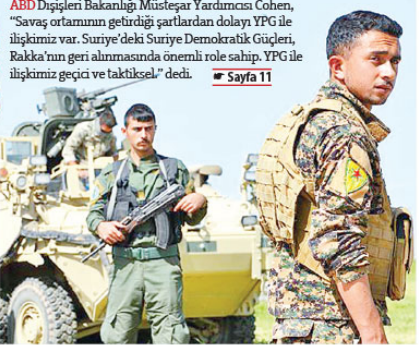 ABD Dışişleri Bakanlığı Müsteşar Yardımcısı Cohen,
“Savaş ortamının getirdiği şartlardan dolayı YPG ile
ilişkimiz var. Suriye’deki Suriye Demokratik Güçleri,
Rakka’nın geri alınmasında önemli role sahip. YPG ile
ilişkimiz geçici ve taktiksel.” dedi. ☛ Sayfa 11